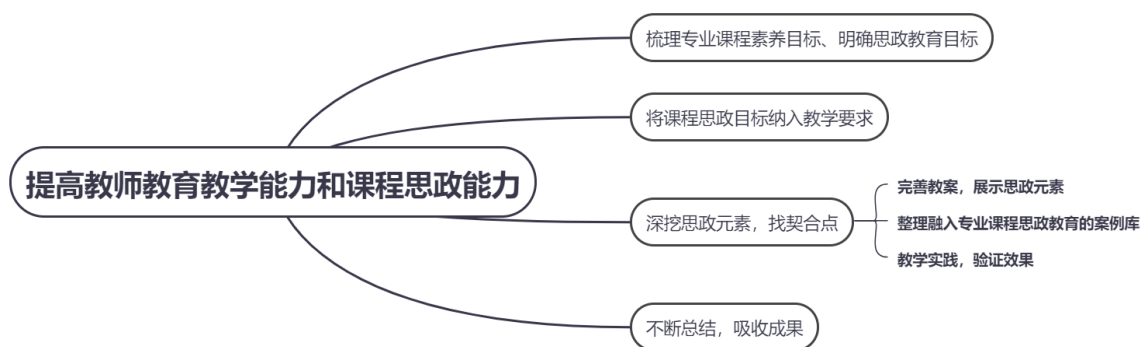 提高教师教育教学能力和课程思政能力
梳理专业课程素养目标、明确思政教育目标
将课程思政目标纳入教学要求
深挖思政元素，找契合点
完善教案，展示思政元素
整理融入专业课程思政教育的案例库
教学实践，验证效果
不断总结，吸收成果